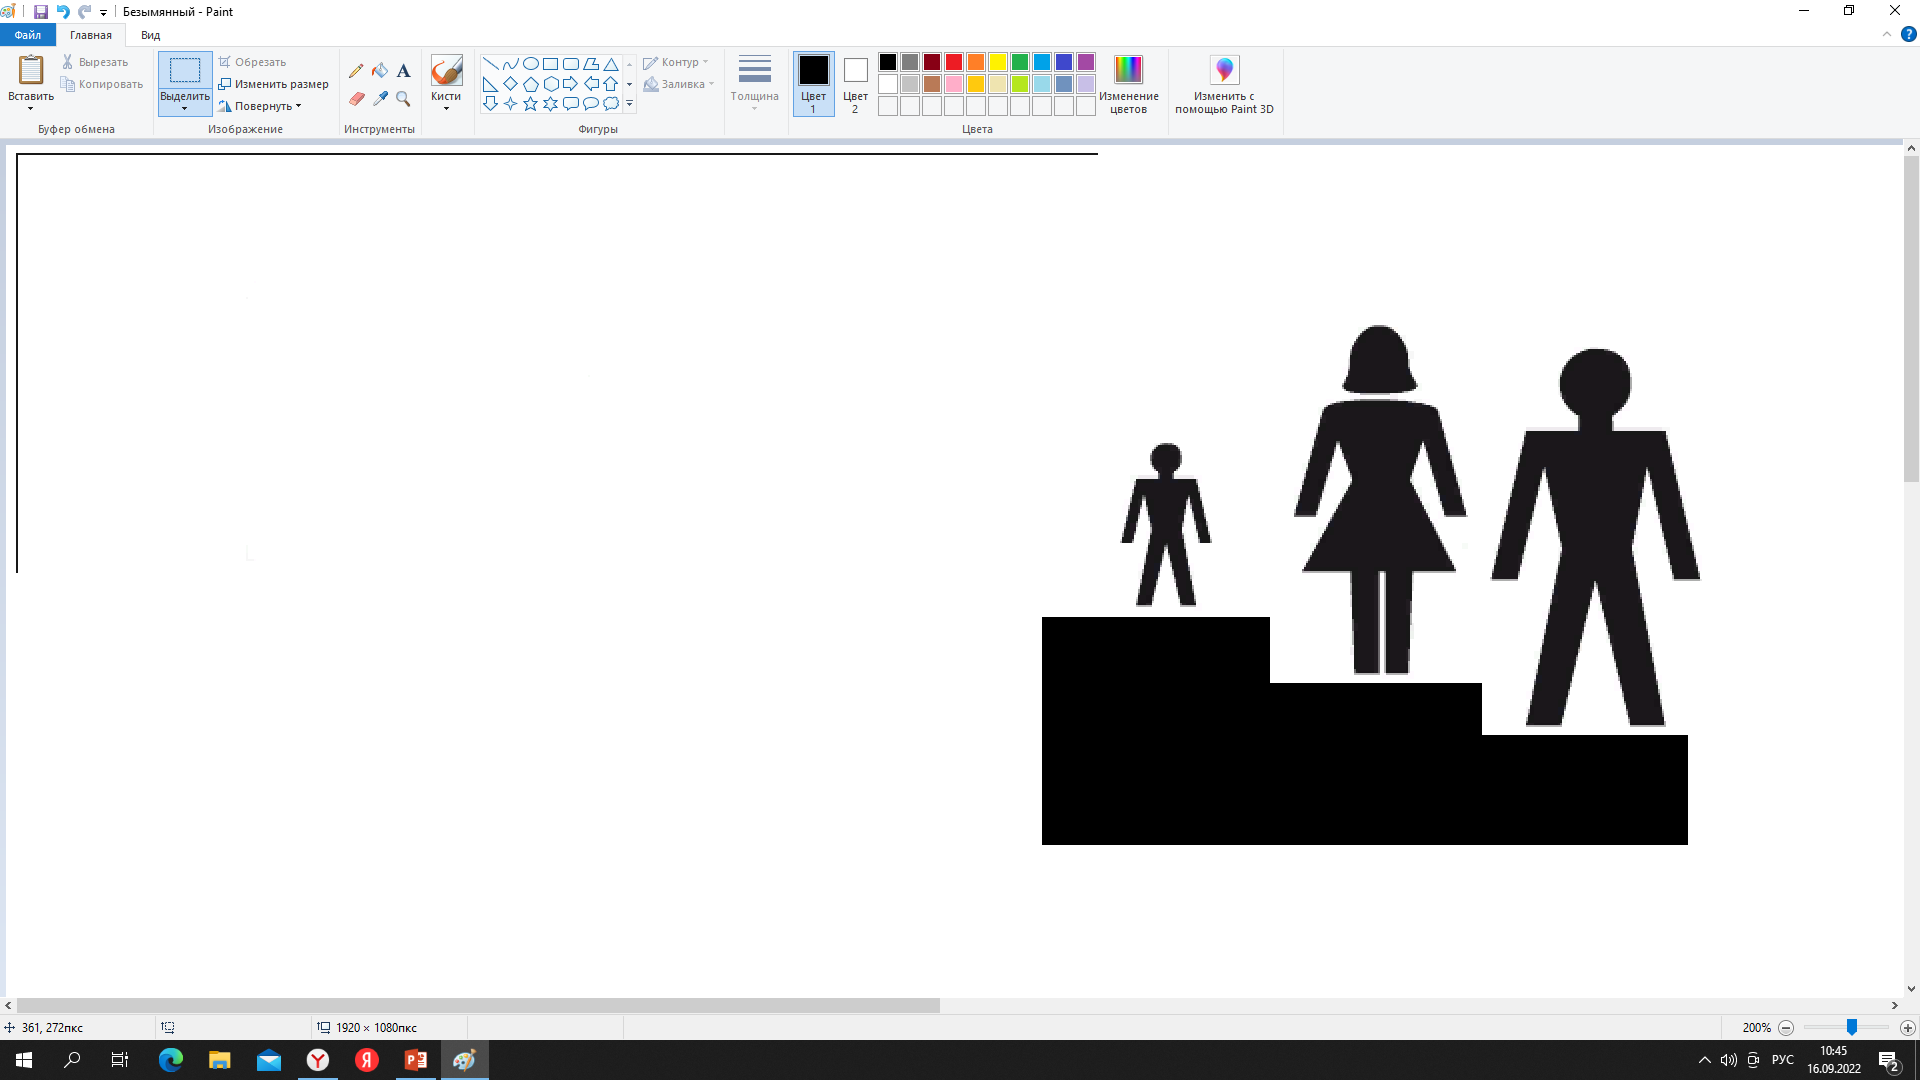 Безымянный - Paint
Файл
Главная
Вид
Вставить
Вырезать
Копировать
Буфер обмена
Выделить
Обрезать
Изменить размер
Повернуть
Изображение
A
Инструменты
Кисти
Контур
Заливка
Фигуры
Толщина
Цвет
1
Цвет
2
Изменение
цветов
Цвета
Изменить с
помощью Paint 3D
?
361, 272пкс
1920 × 1080пкс
200%
Y
Я
P
РУС
10:45
16.09.2022
2